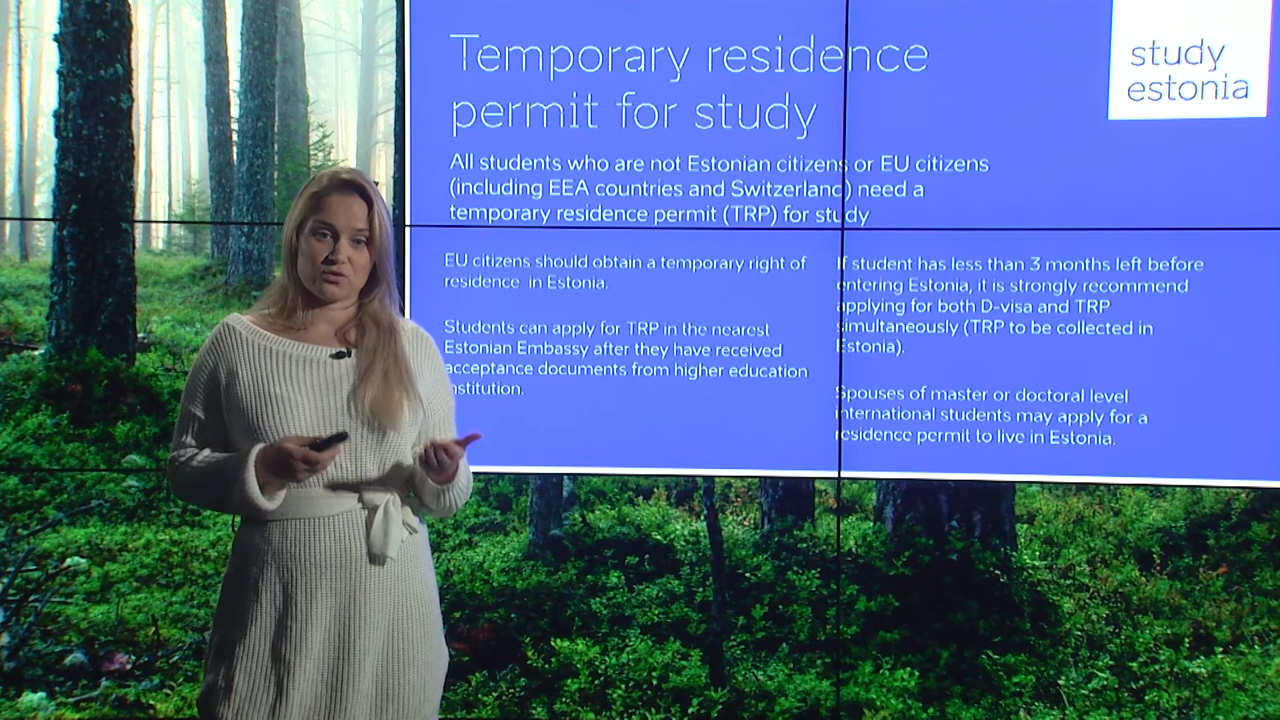 Temporary residence
permit for study
study
estonia
All students who are not Estonian citizens or EU citizens
(including EEA countries and Switzerland) need a
temporary residence permit (TRP) for study
EU citizens should obtain a temporary right of
residence in Estonia.
Students can apply for TRP in the nearest
Estonian Embassy after they have received
acceptance documents from higher education
institution.
If student has less than 3 months left before
entering Estonia, it is strongly recommend
applying for both D-visa and TRP
simultaneously (TRP to be collected in
Estonia).
Spouses of master or doctoral level
international students may apply for a
residence permit to live in Estonia.